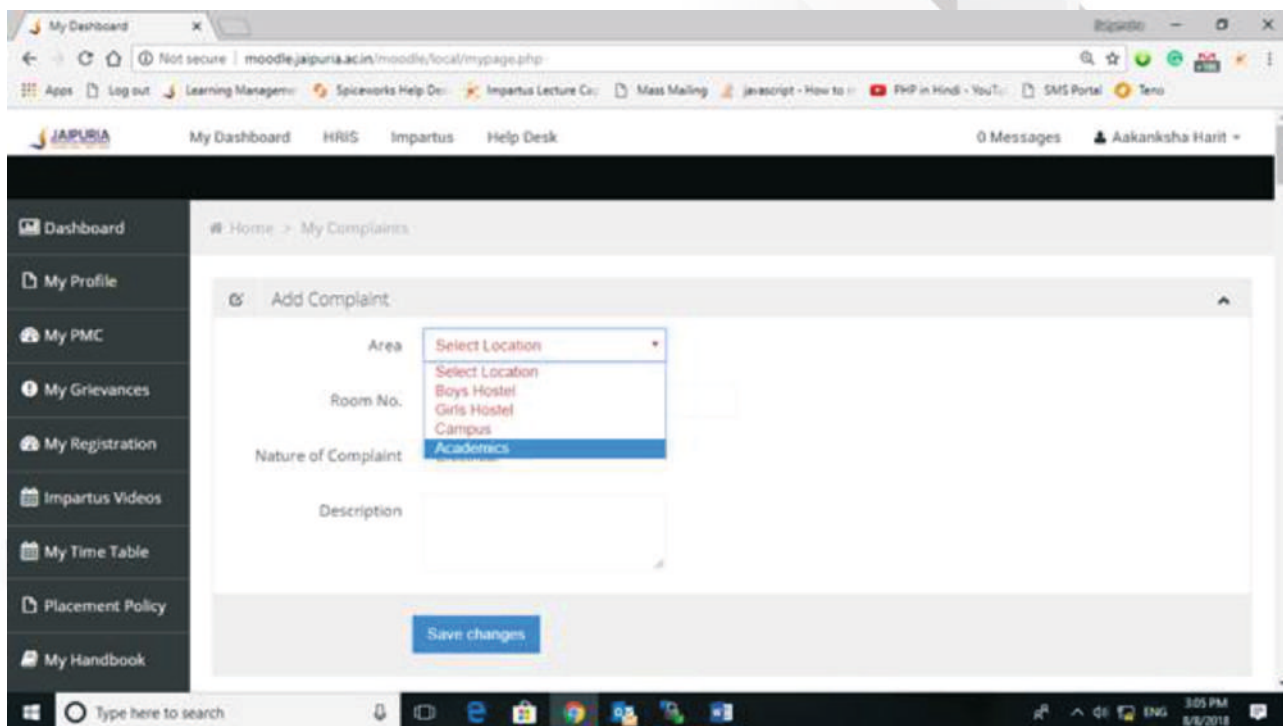 My Dashboard
Not secure | moodle.jaipuria.ac.in/moodle/local/mypage.php
Apps Log out Learning Manageme Spiceworks Help De Impartus Lecture Ca Mass Mailing javascript - How to PHP in Hindi - YouT SMS Portal Teno
JAIPURIA My Dashboard HRIS Impartus Help Desk 0 Messages Aakanksha Harit
Dashboard
Home > My Complaints
My Profile
Add Complaint
My PMC
Area Select Location
Select Location
Boys Hostel
My Grievances
Room No.
Girls Hostel
Campus
My Registration
Nature of Complaint
Academics
Impartus Videos
Description
My Time Table
Placement Policy
Save changes
My Handbook
Type here to search
ENG 3:05 PM
8/8/2018